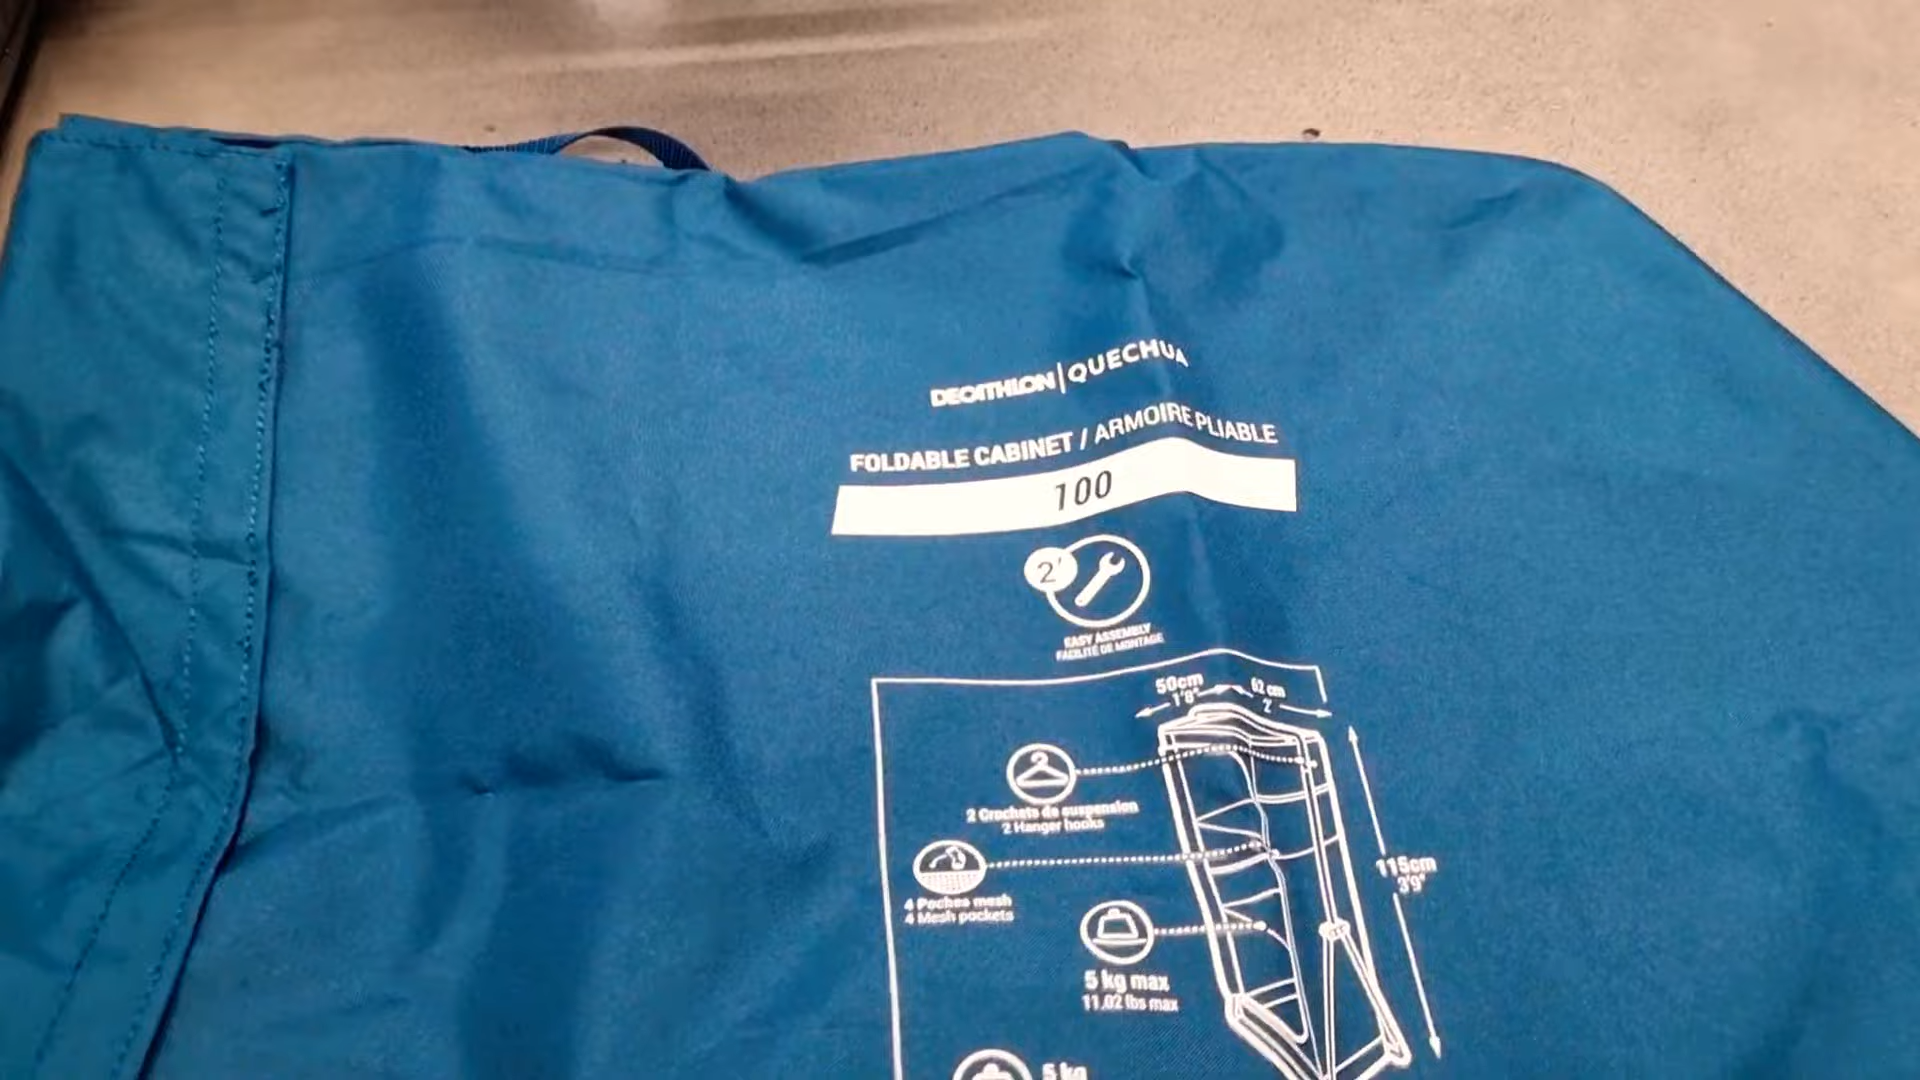 DECATHLON | QUECHUA
FOLDABLE CABINET / ARMOIRE PLIABLE
100
2'
EASY ASSEMBLY
FACILITÉ DE MONTAGE
50cm
1'8"
62 cm
2'
2 Crochets de suspension
2 Hanger hooks
115cm
3'9"
4 Poches mesh
4 Mesh pockets
5 kg max
11.02 lbs max
5 kg